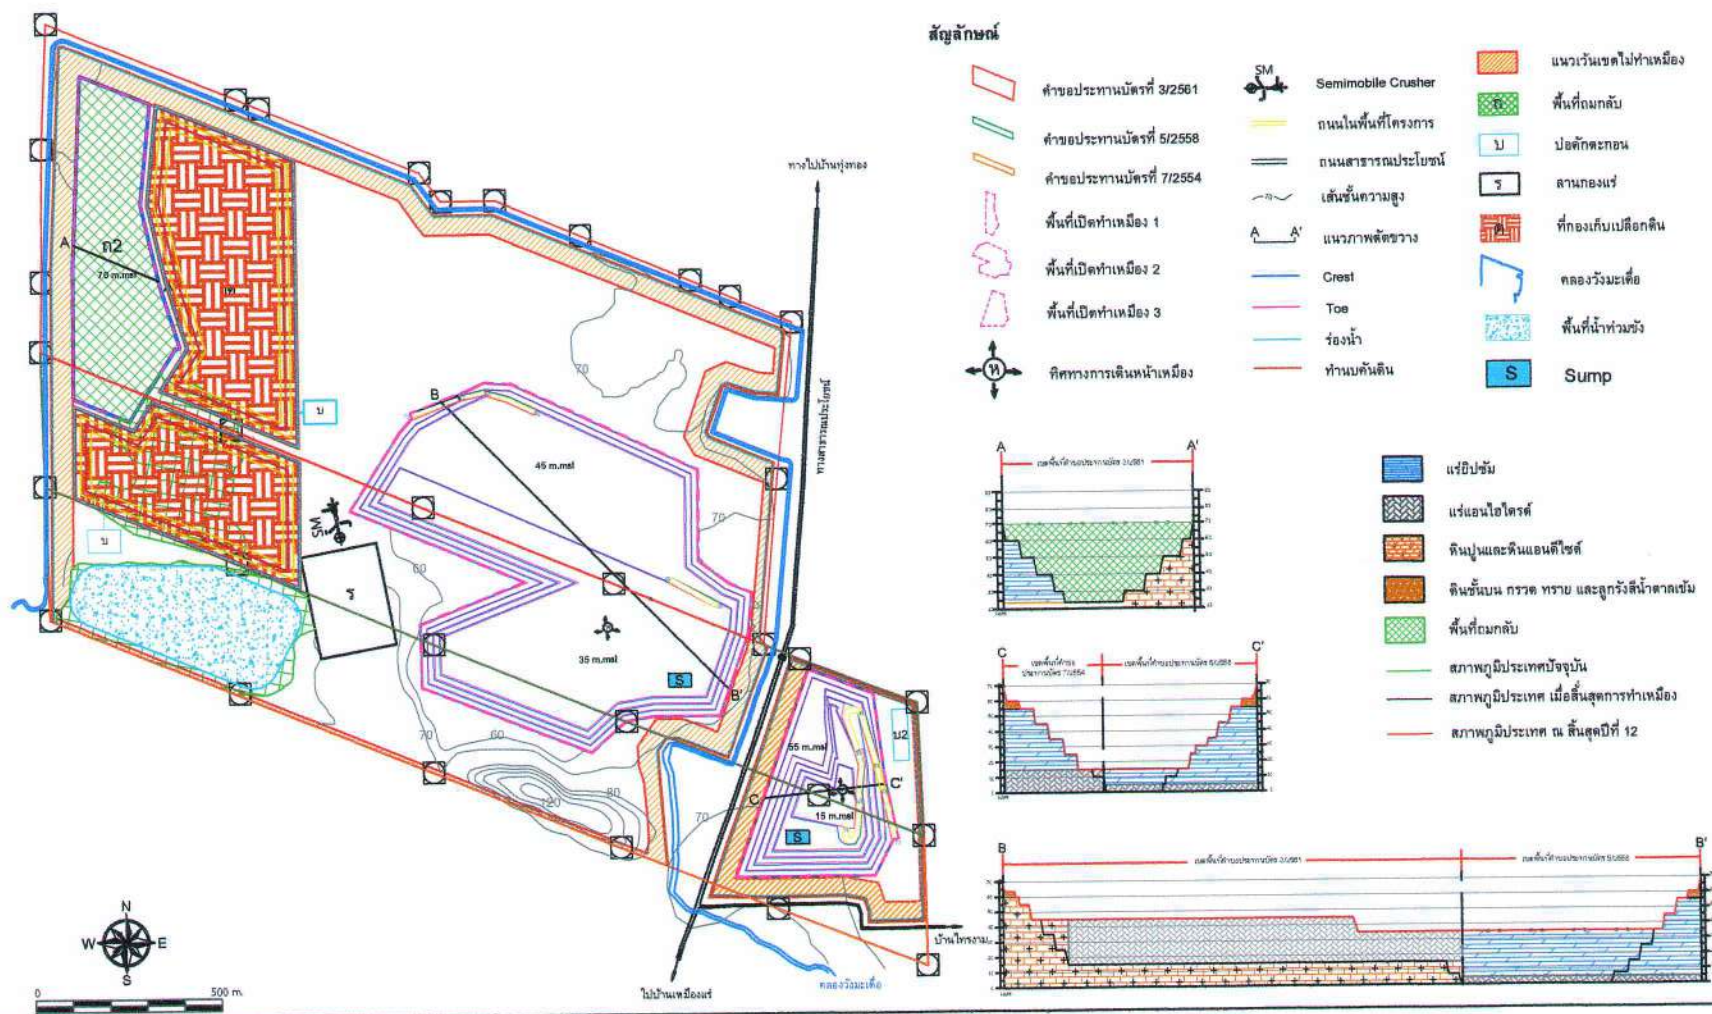 สัญลักษณ์
คำขอประทานบัตรที่ 3/2561
คำขอประทานบัตรที่ 5/2558
คำขอประทานบัตรที่ 7/2554
พื้นที่เปิดทำเหมือง 1
พื้นที่เปิดทำเหมือง 2
พื้นที่เปิดทำเหมือง 3
ห
ทิศทางการเดินหน้าเหมือง
SM
Semimobile Crusher
ถนนในพื้นที่โครงการ
ถนนสาธารณประโยชน์
70
เส้นชั้นความสูง
A A'
แนวภาพตัดขวาง
Crest
Toe
ร่องน้ำ
ทำนบคันดิน
แนวเว้นเขตไม่ทำเหมือง
ถ
พื้นที่ถมกลับ
บ
บ่อดักตะกอน
ร
ลานกองแร่
ด
ที่กองเก็บเปลือกดิน
คลองวังมะเดื่อ
พื้นที่น้ำท่วมขัง
S
Sump
แร่ยิปซัม
แร่แอนไฮไดรต์
หินปูนและหินแอนดีไซต์
ดินชั้นบน กรวด ทราย และลูกรังสีน้ำตาลเข้ม
พื้นที่ถมกลับ
สภาพภูมิประเทศปัจจุบัน
สภาพภูมิประเทศ เมื่อสิ้นสุดการทำเหมือง
สภาพภูมิประเทศ ณ สิ้นสุดปีที่ 12
ทางไปบ้านทุ่งทอง
ทางสาธารณประโยชน์
ถ2
A
70 m.msl
บ
บ
SM
ร
B
45 m.msl
35 m.msl
S
B'
70
70
60
70
60
80
120
70
55 m.msl
บ2
C
C'
15 m.msl
S
บ้านไทรงาม
ไปบ้านเหมืองแร่
คลองวังมะเดื่อ
N
W E
S
0 500 m.
A A'
C C'
B B'